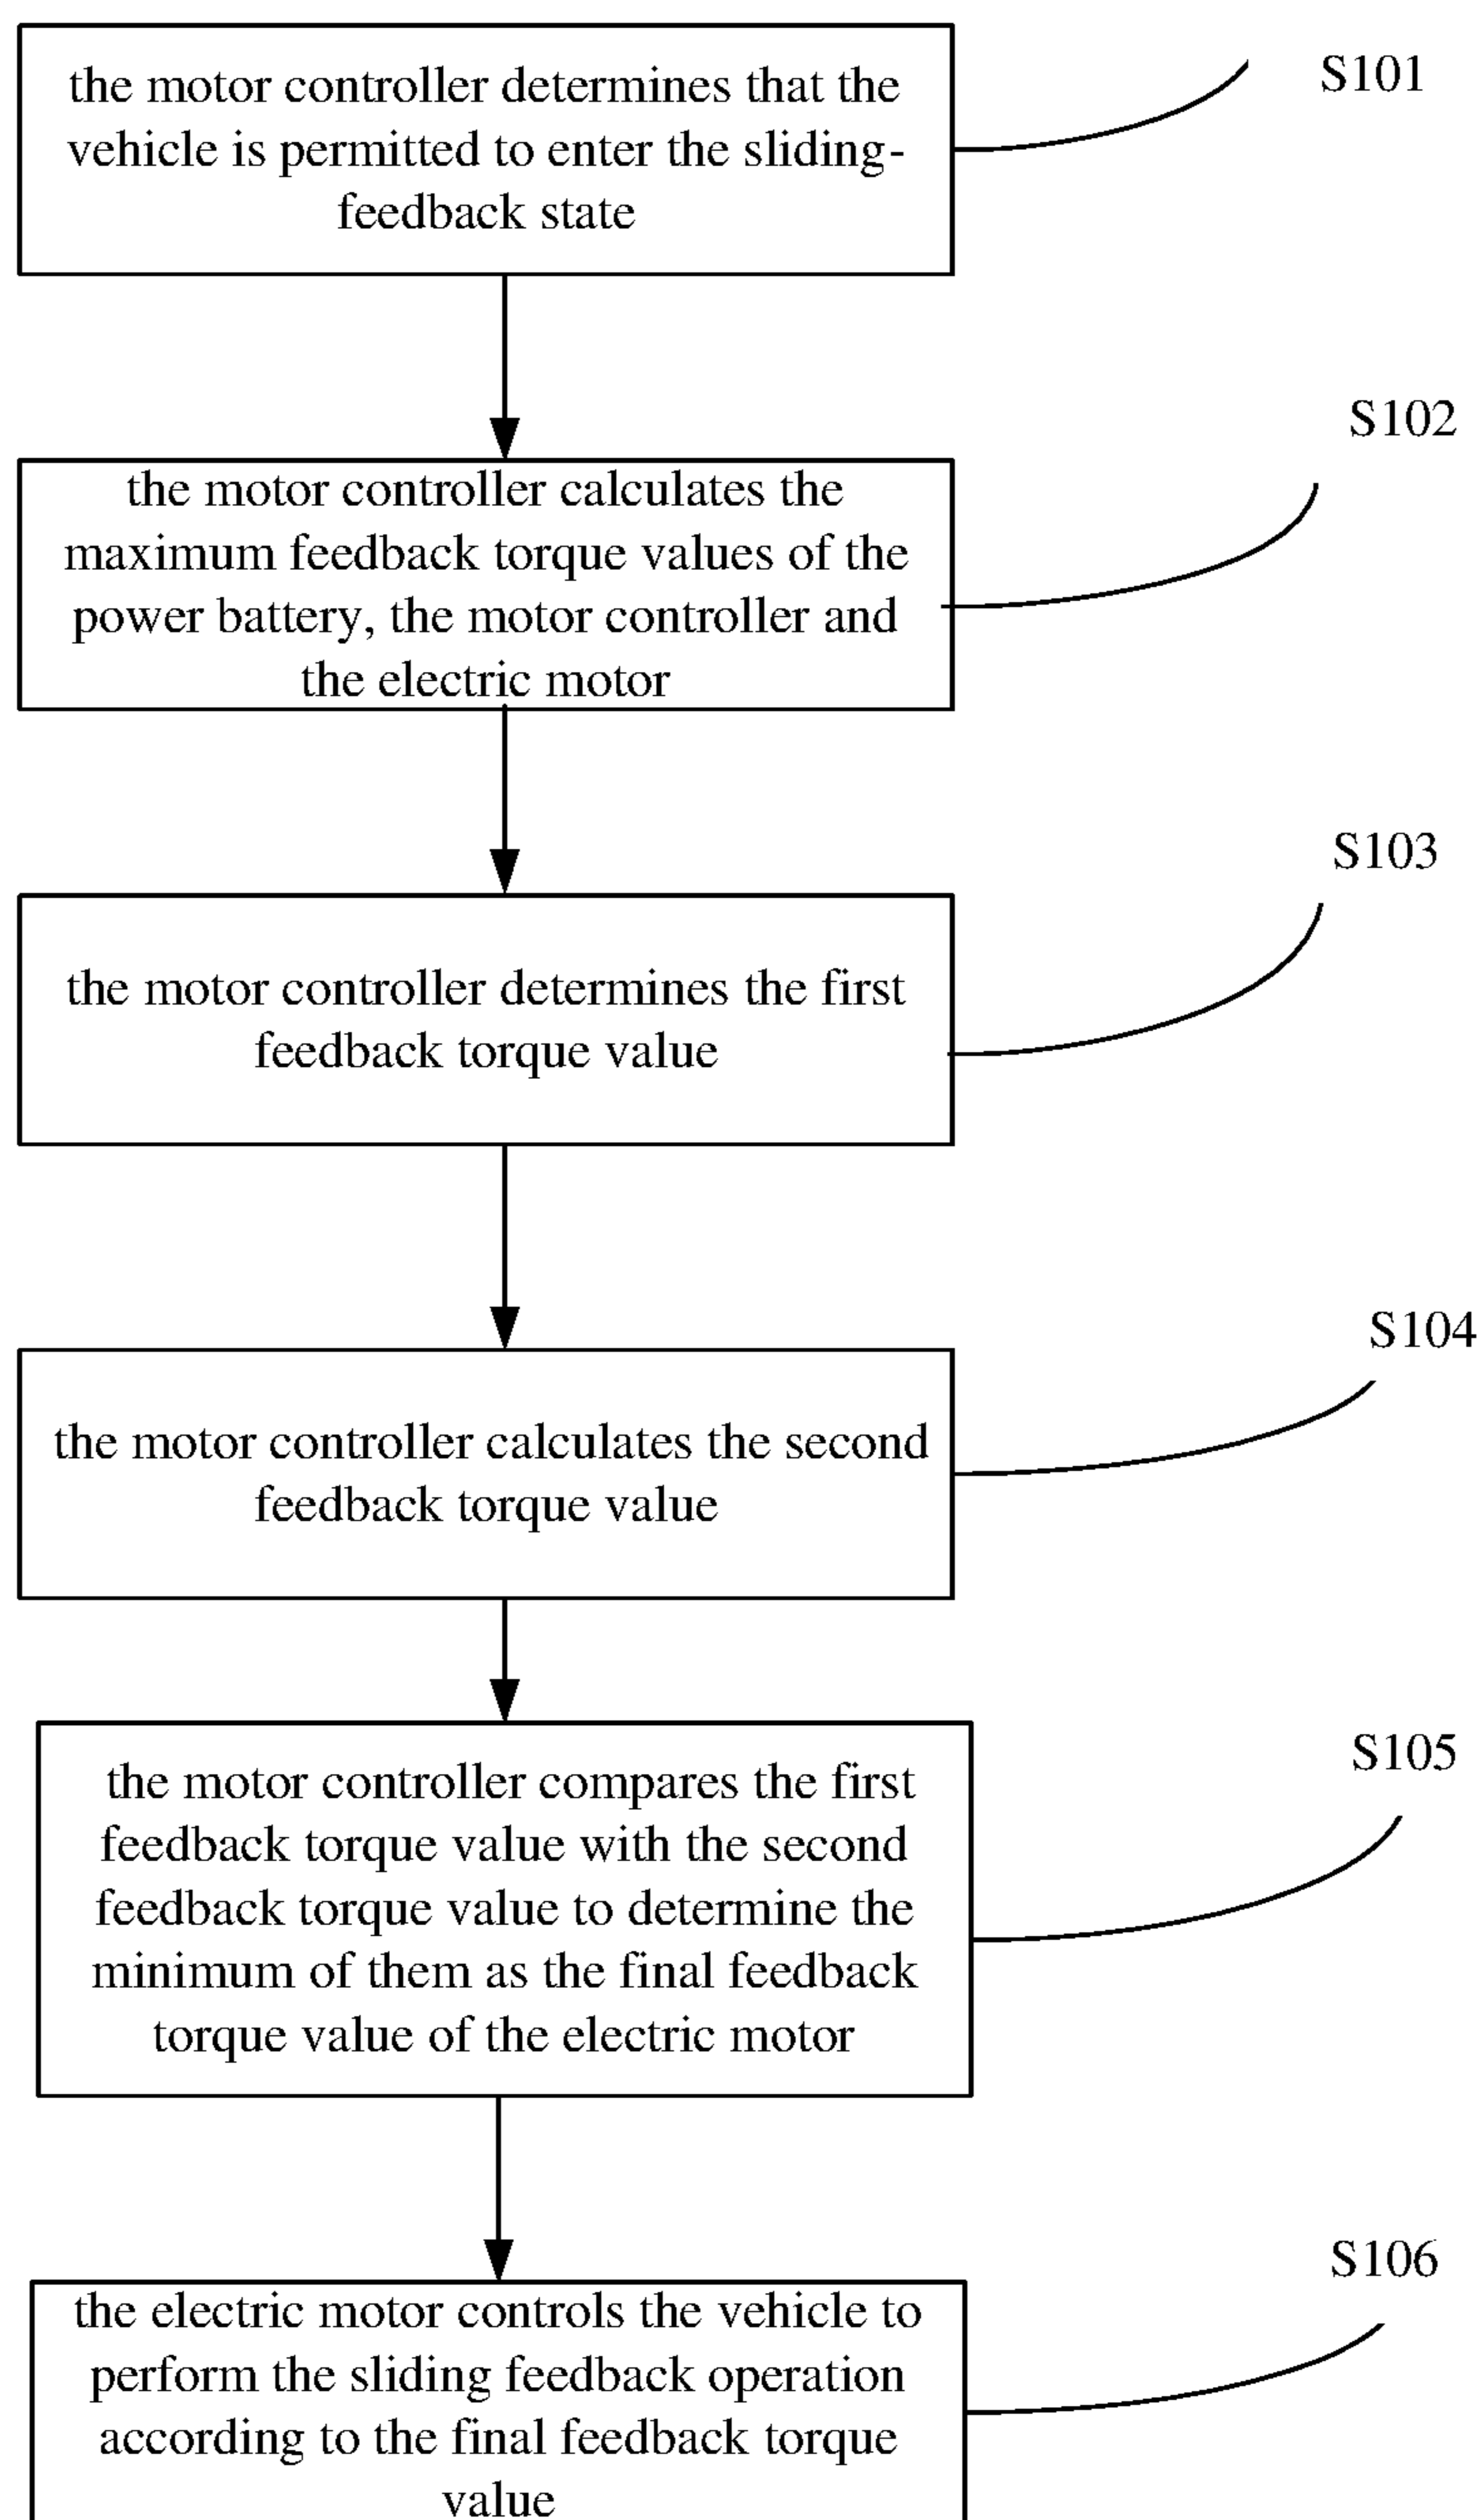 the motor controller determines that the
vehicle is permitted to enter the sliding-
feedback state
S101
the motor controller calculates the
maximum feedback torque values of the
power battery, the motor controller and
the electric motor
S102
the motor controller determines the first
feedback torque value
S103
the motor controller calculates the second
feedback torque value
S104
the motor controller compares the first
feedback torque value with the second
feedback torque value to determine the
minimum of them as the final feedback
torque value of the electric motor
S105
the electric motor controls the vehicle to
perform the sliding feedback operation
according to the final feedback torque
value
S106